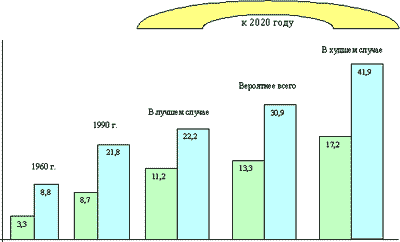 к 2020 году
В худшем случае
41,9
Вероятнее всего
30,9
В лучшем случае
22,2
1990 г.
21,8
17,2
13,3
11,2
1960 г.
8,8
8,7
3,3